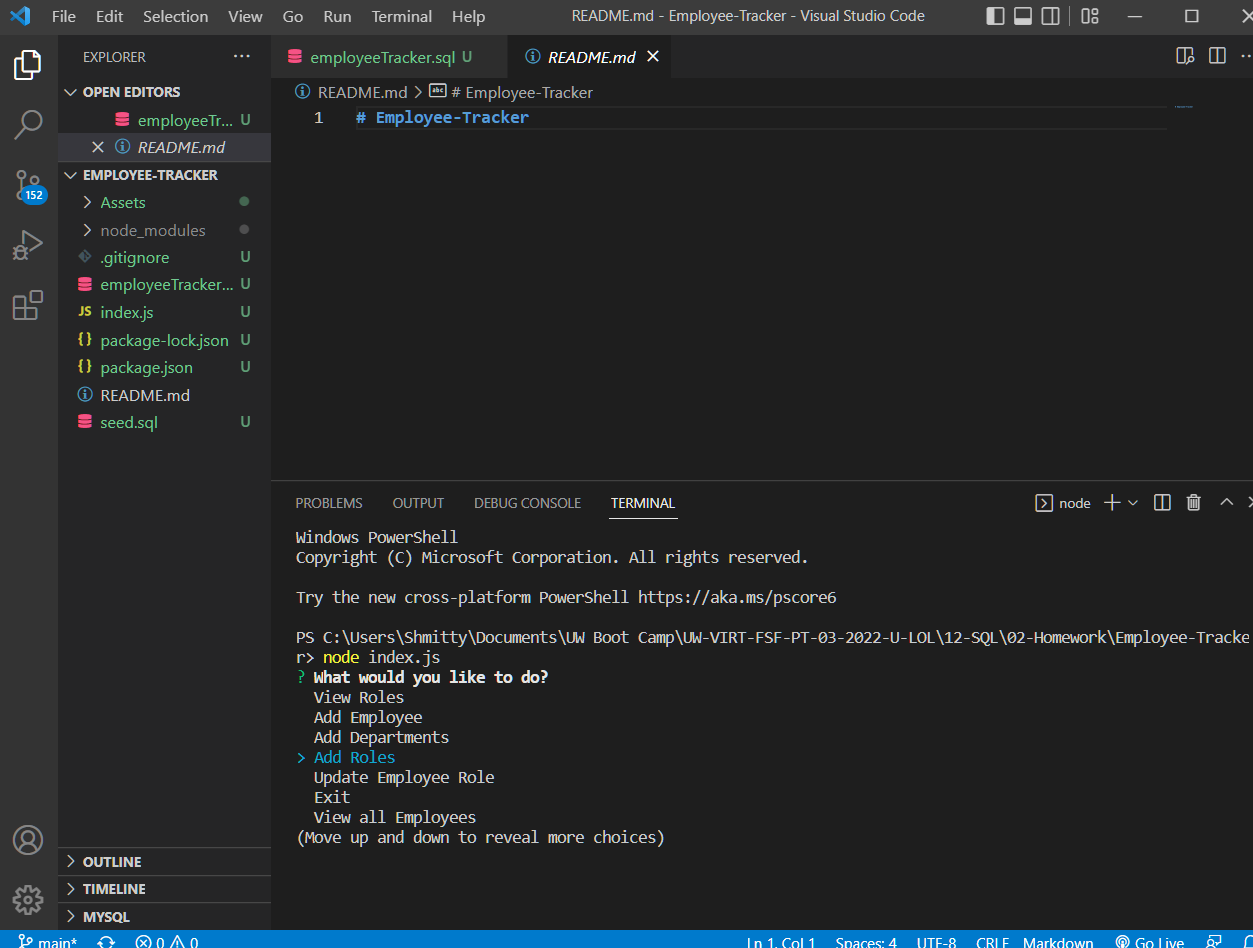 File Edit Selection View Go Run Terminal Help README.md - Employee-Tracker - Visual Studio Code
EXPLORER ...
OPEN EDITORS
employeeTr... U
README.md
EMPLOYEE-TRACKER
Assets
node_modules
.gitignore U
employeeTracker... U
JS index.js U
{} package-lock.json U
{} package.json U
README.md
seed.sql U
152
OUTLINE
TIMELINE
MYSQL
employeeTracker.sql U README.md
README.md > abc # Employee-Tracker
1 # Employee-Tracker
PROBLEMS OUTPUT DEBUG CONSOLE TERMINAL node
Windows PowerShell
Copyright (C) Microsoft Corporation. All rights reserved.
Try the new cross-platform PowerShell https://aka.ms/pscore6
PS C:\Users\Shmitty\Documents\UW Boot Camp\UW-VIRT-FSF-PT-03-2022-U-LOL\12-SQL\02-Homework\Employee-Tracke
r> node index.js
? What would you like to do?
View Roles
Add Employee
Add Departments
> Add Roles
Update Employee Role
Exit
View all Employees
(Move up and down to reveal more choices)
main* 0 0 Ln 1, Col 1 Spaces: 4 UTF-8 CRLF Markdown Go Live